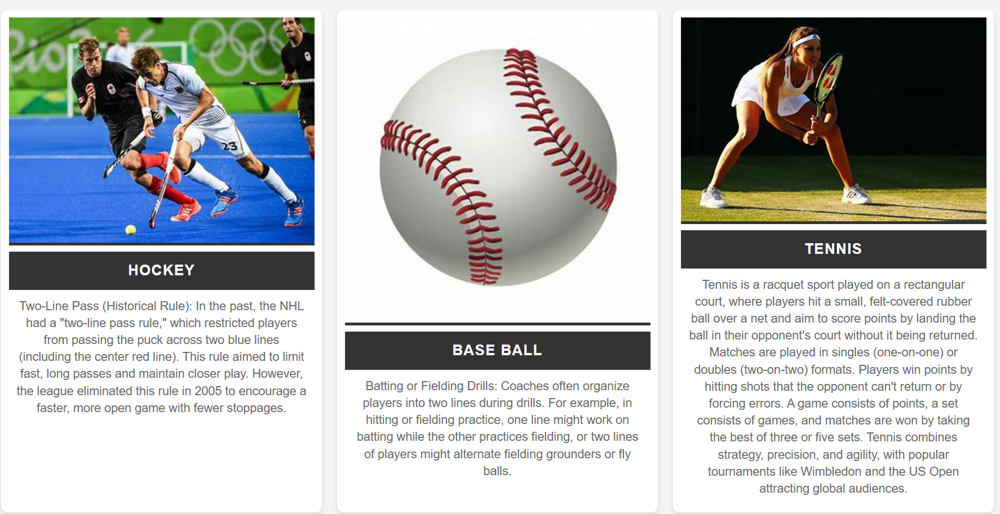 Rio
23
HOCKEY
Two-Line Pass (Historical Rule): In the past, the NHL
had a "two-line pass rule," which restricted players
from passing the puck across two blue lines
(including the center red line). This rule aimed to limit
fast, long passes and maintain closer play. However,
the league eliminated this rule in 2005 to encourage a
faster, more open game with fewer stoppages.
BASE BALL
Batting or Fielding Drills: Coaches often organize
players into two lines during drills. For example, in
hitting or fielding practice, one line might work on
batting while the other practices fielding, or two lines
of players might alternate fielding grounders or fly
balls.
TENNIS
Tennis is a racquet sport played on a rectangular
court, where players hit a small, felt-covered rubber
ball over a net and aim to score points by landing the
ball in their opponent's court without it being returned.
Matches are played in singles (one-on-one) or
doubles (two-on-two) formats. Players win points by
hitting shots that the opponent can't return or by
forcing errors. A game consists of points, a set
consists of games, and matches are won by taking
the best of three or five sets. Tennis combines
strategy, precision, and agility, with popular
tournaments like Wimbledon and the US Open
attracting global audiences.